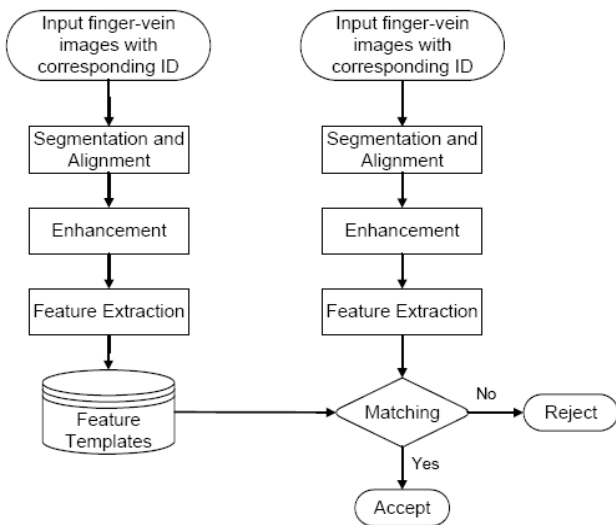 Input finger-vein
images with
corresponding ID
Segmentation and
Alignment
Enhancement
Feature Extraction
Feature
Templates
Input finger-vein
images with
corresponding ID
Segmentation and
Alignment
Enhancement
Feature Extraction
Matching
No
Reject
Yes
Accept